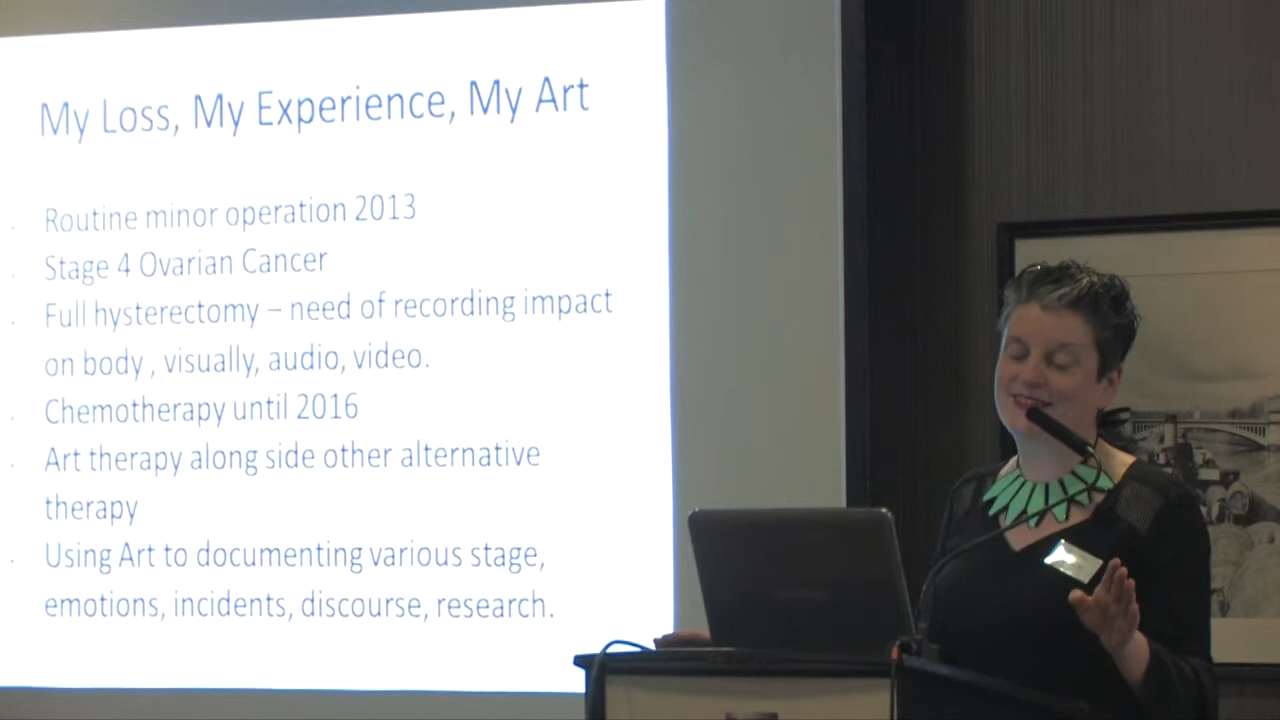 My Loss, My Experience, My Art
Routine minor operation 2013
Stage 4 Ovarian Cancer
Full hysterectomy – need of recording impact
on body , visually, audio, video.
Chemotherapy until 2016
Art therapy along side other alternative
therapy
Using Art to documenting various stage,
emotions, incidents, discourse, research.